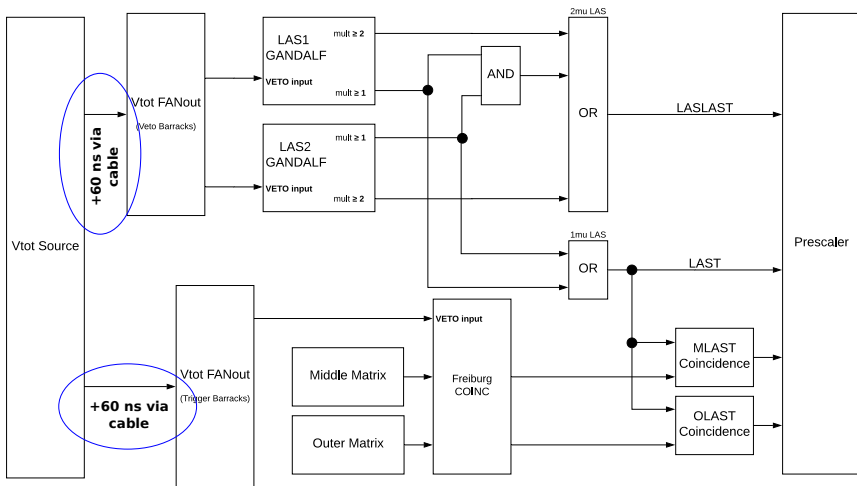 Vtot Source
+60 ns via
cable
Vtot FANout
(Veto Barracks)
LAS1
GANDALF
mult ≥ 2
VETO input
mult ≥ 1
LAS2
GANDALF
mult ≥ 1
VETO input
mult ≥ 2
AND
2mu LAS
OR
LASLAST
1mu LAS
OR
LAST
Prescaler
+60 ns via
cable
Vtot FANout
(Trigger Barracks)
VETO input
Freiburg
COINC
Middle Matrix
Outer Matrix
MLAST
Coincidence
OLAST
Coincidence